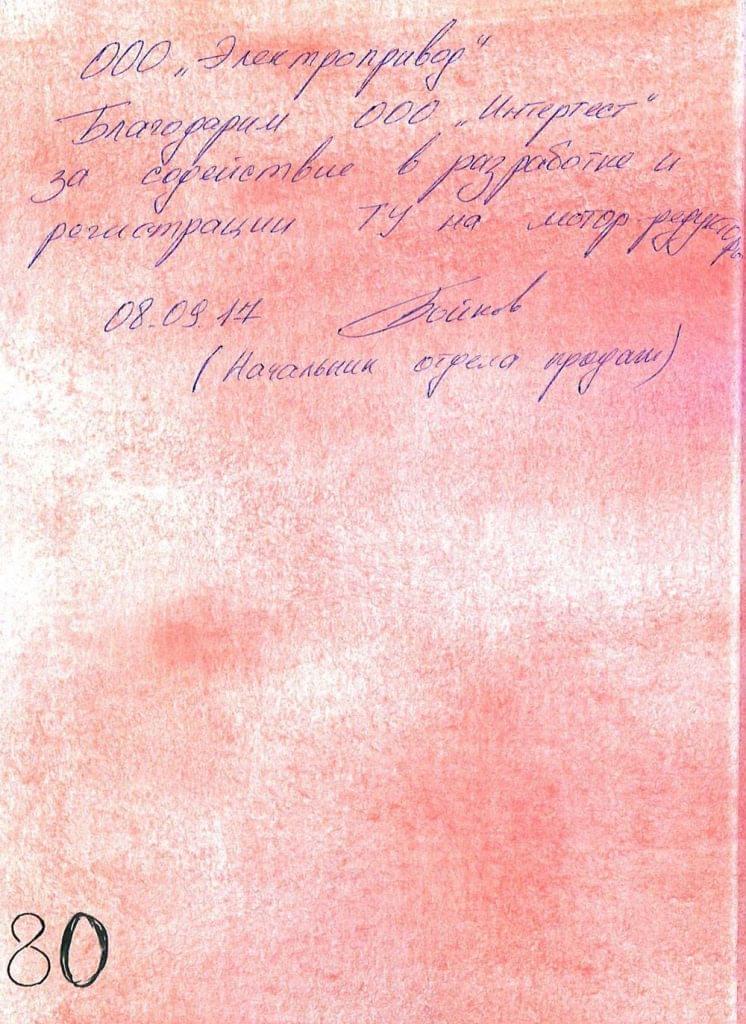 ООО „Электропривод"
Благодарим ООО „Интертест"
за содействие в разработке и
регистрации ТУ на мотор-редукторы
08.09.17 Бойков
(Начальник отдела продаж)
80